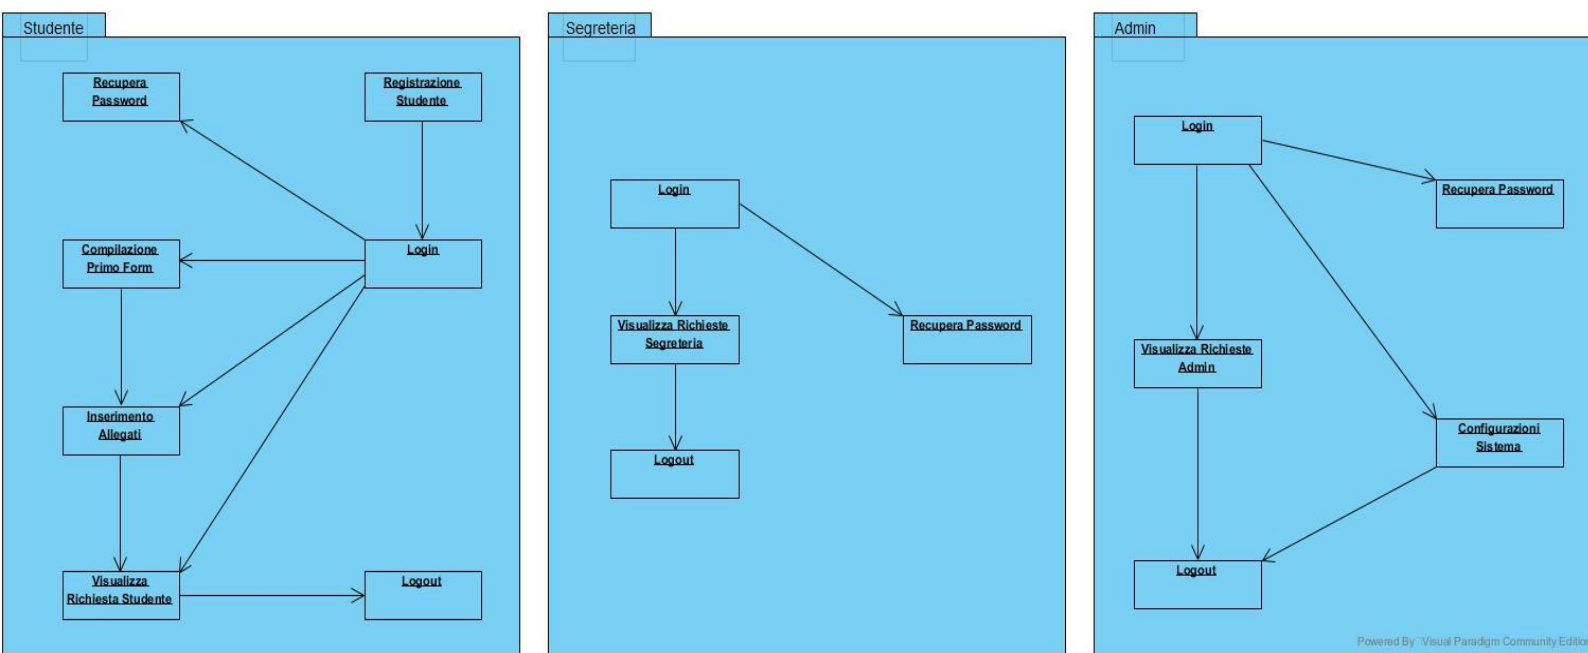 Studente
Recupera
Password
Registrazione
Studente
Compilazione
Primo Form
Login
Inserimento
Allegati
Visualizza
Richiesta Studente
Logout
Segreteria
Login
Visualizza Richieste
Segreteria
Recupera Password
Logout
Admin
Login
Recupera Password
Visualizza Richieste
Admin
Configurazioni
Sistema
Logout
Powered By Visual Paradigm Community Edition